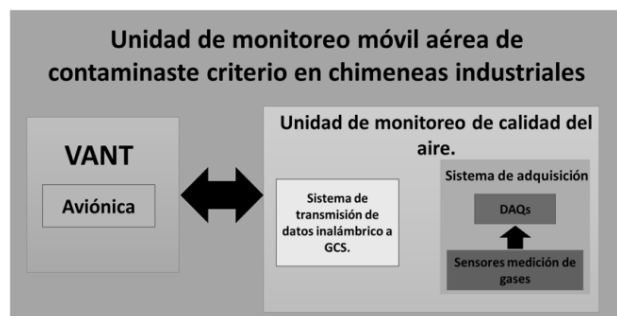 Unidad de monitoreo móvil aérea de
contaminaste criterio en chimeneas industriales
VANT
Aviónica
Unidad de monitoreo de calidad del
aire.
Sistema de
transmisión de
datos inalámbrico a
GCS.
Sistema de adquisición
DAQs
Sensores medición de
gases